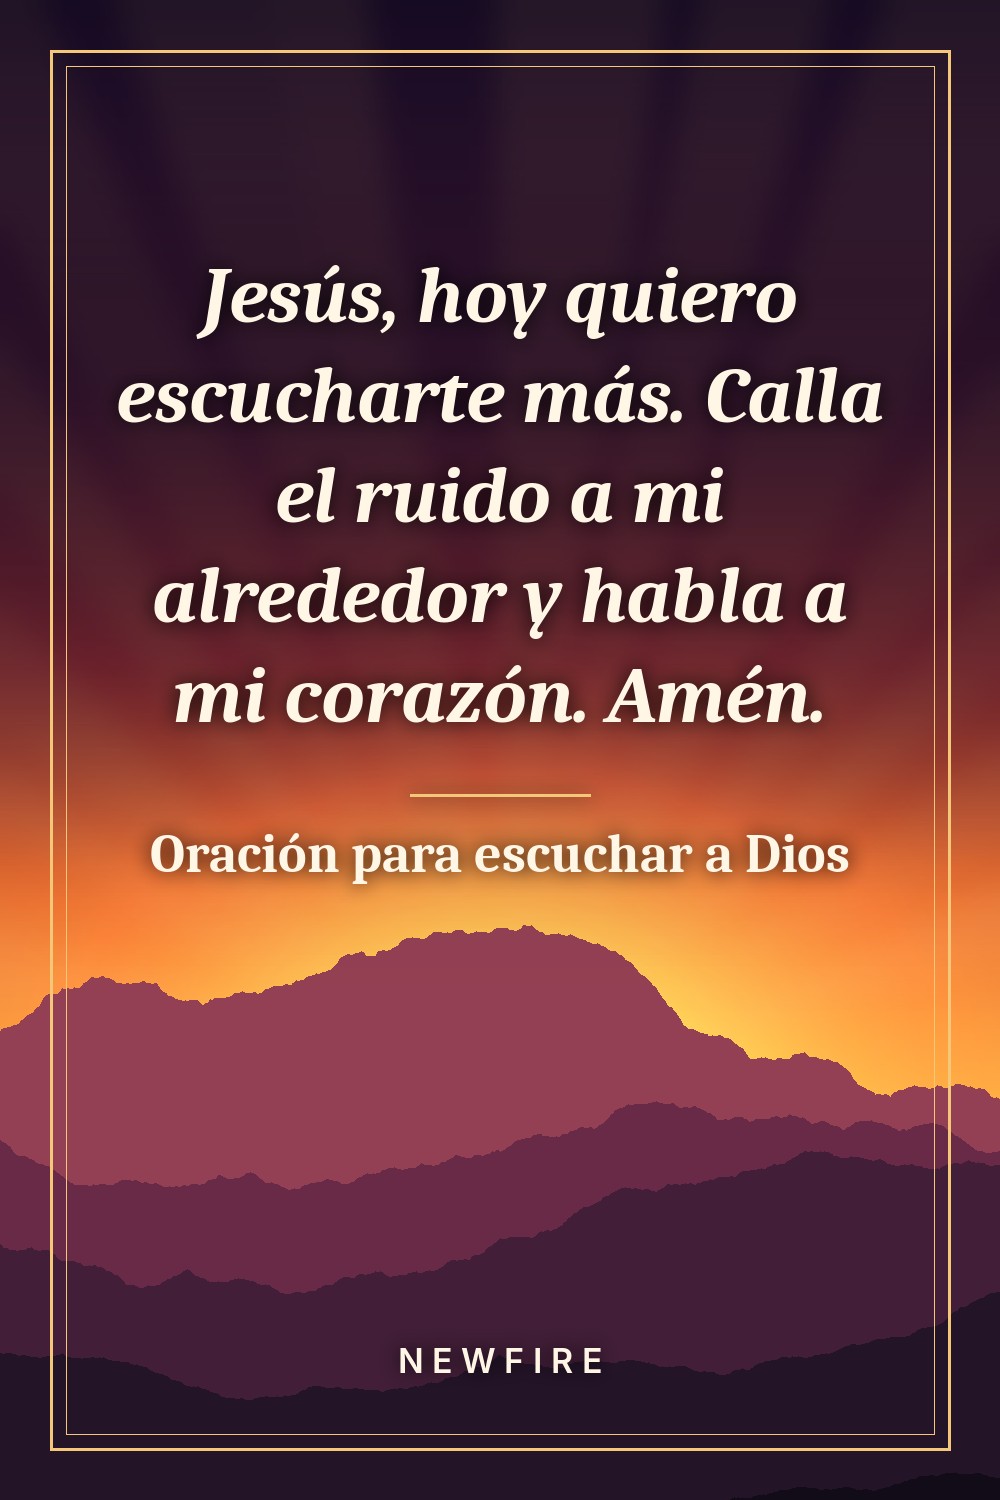 Jesús, hoy quiero
escucharte más. Calla
el ruido a mi
alrededor y habla a
mi corazón. Amén.
Oración para escuchar a Dios
NEWFIRE